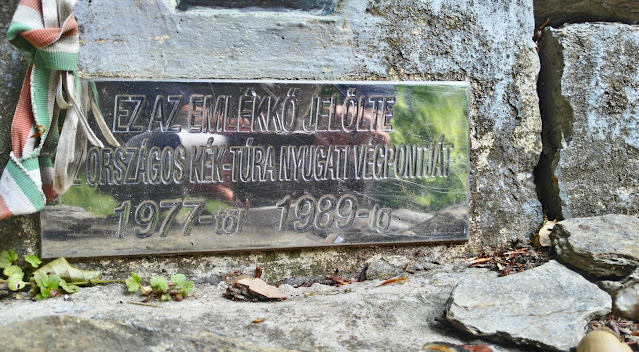 EZ AZ EMLÉKKŐ JELÖLTE
Z ORSZÁGOS KÉK-TÚRA NYUGATI VÉGPONTJÁT
1977-től 1989-ig